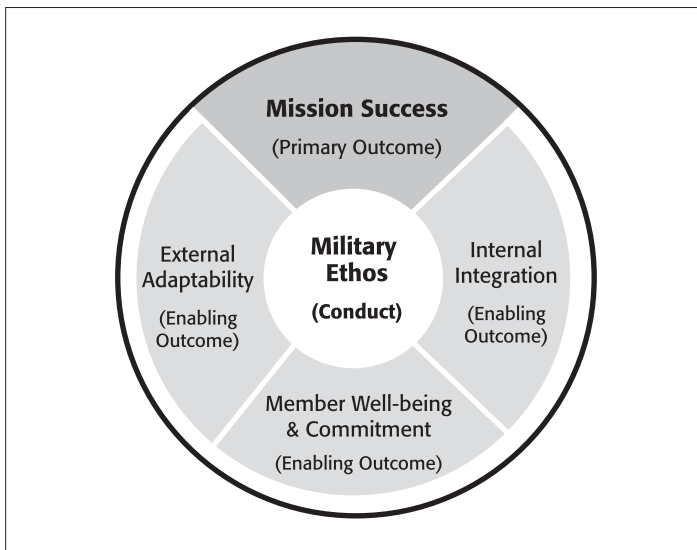 Mission Success
(Primary Outcome)
External
Adaptability
(Enabling
Outcome)
Military
Ethos
(Conduct)
Internal
Integration
(Enabling
Outcome)
Member Well-being
& Commitment
(Enabling Outcome)